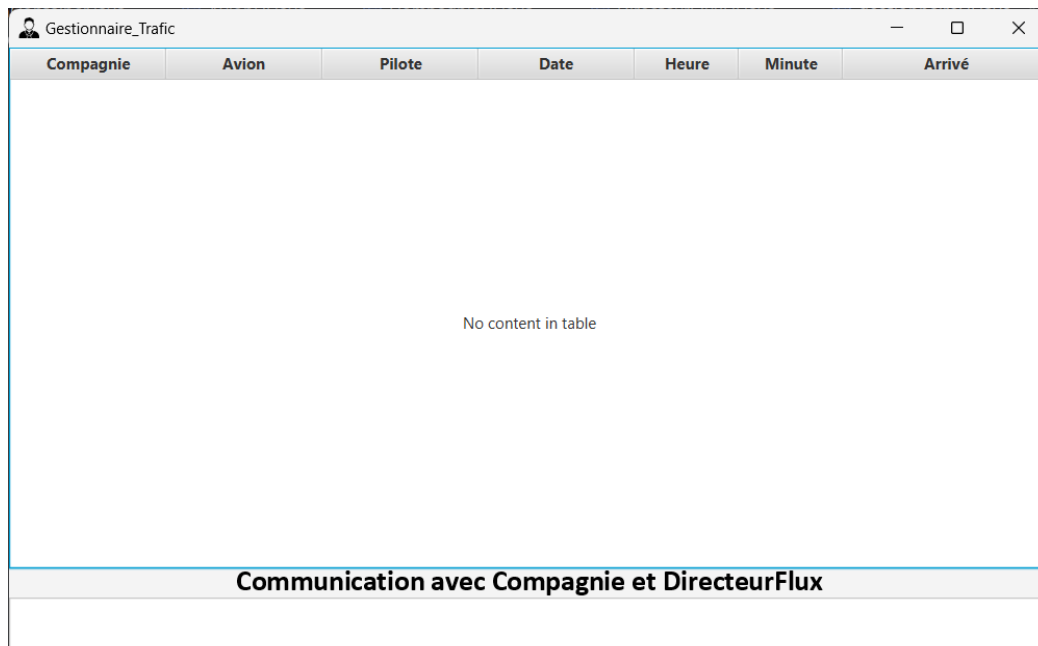 Gestionnaire_Trafic
Compagnie Avion Pilote Date Heure Minute Arrivé
No content in table
Communication avec Compagnie et DirecteurFlux